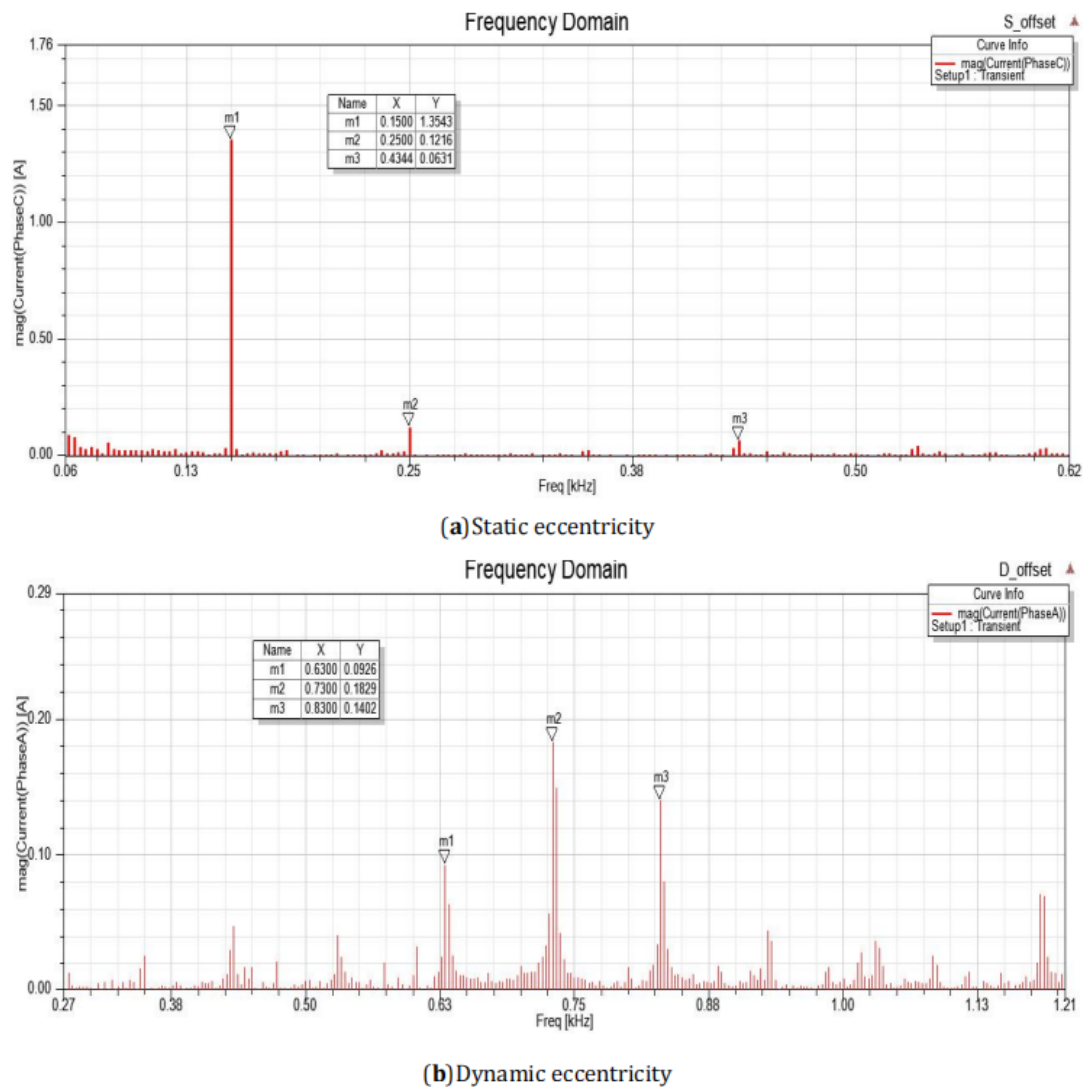 Frequency Domain
S_offset
Curve Info
mag(Current(PhaseC))
Setup1 : Transient
Name X Y
m1 0.1500 1.3543
m2 0.2500 0.1216
m3 0.4344 0.0631
mag(Current(PhaseC)) [A]
1.76
1.50
1.00
0.50
0.00
m1
m2
m3
0.06 0.13 0.25 0.38 0.50 0.62
Freq [kHz]
(a)Static eccentricity
Frequency Domain
D_offset
Curve Info
mag(Current(PhaseA))
Setup1 : Transient
Name X Y
m1 0.6300 0.0926
m2 0.7300 0.1829
m3 0.8300 0.1402
mag(Current(PhaseA)) [A]
0.29
0.20
0.10
0.00
m2
m3
m1
0.27 0.38 0.50 0.63 0.75 0.88 1.00 1.13 1.21
Freq [kHz]
(b)Dynamic eccentricity